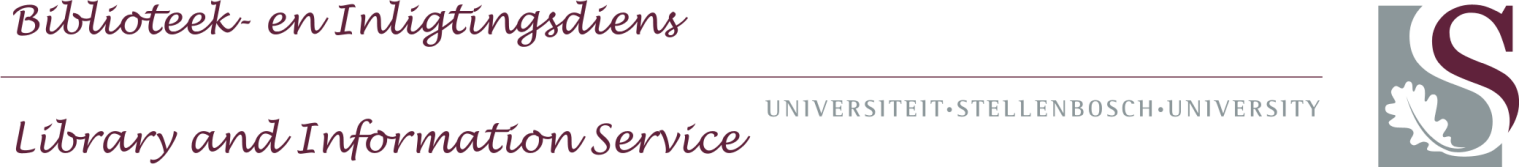 Biblioteek- en Inligtingsdiens
UNIVERSITEIT·STELLENBOSCH·UNIVERSITY
Library and Information Service
S